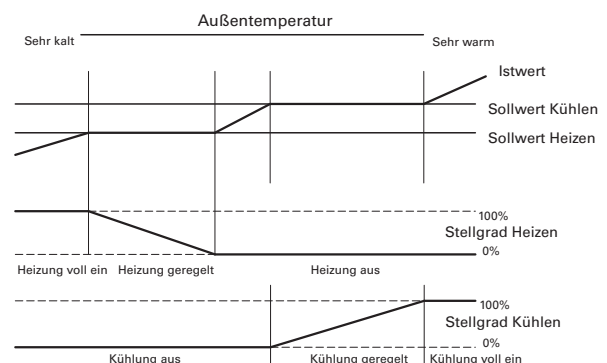 Außentemperatur
Sehr kalt
Sehr warm
Istwert
Sollwert Kühlen
Sollwert Heizen
100%
Stellgrad Heizen
0%
Heizung voll ein Heizung geregelt Heizung aus
100%
Stellgrad Kühlen
0%
Kühlung aus Kühlung geregelt Kühlung voll ein